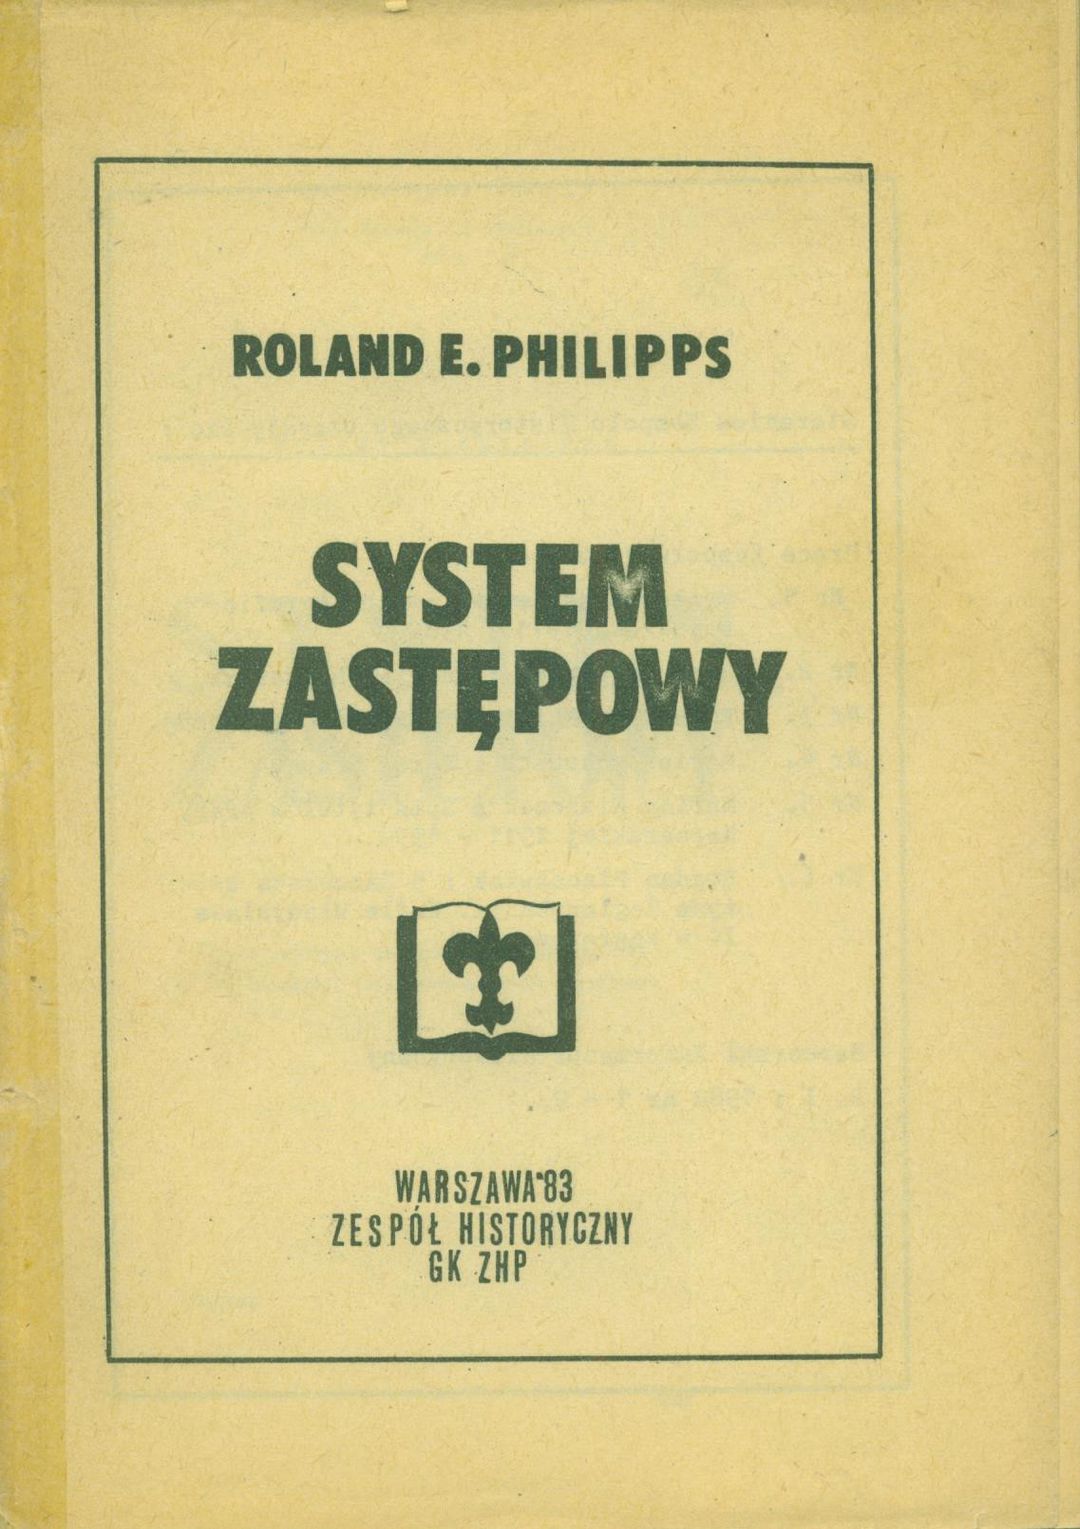 ROLAND E. PHILIPPS
SYSTEM
ZASTĘPOWY
WARSZAWA'83
ZESPÓŁ HISTORYCZNY
GK ZHP